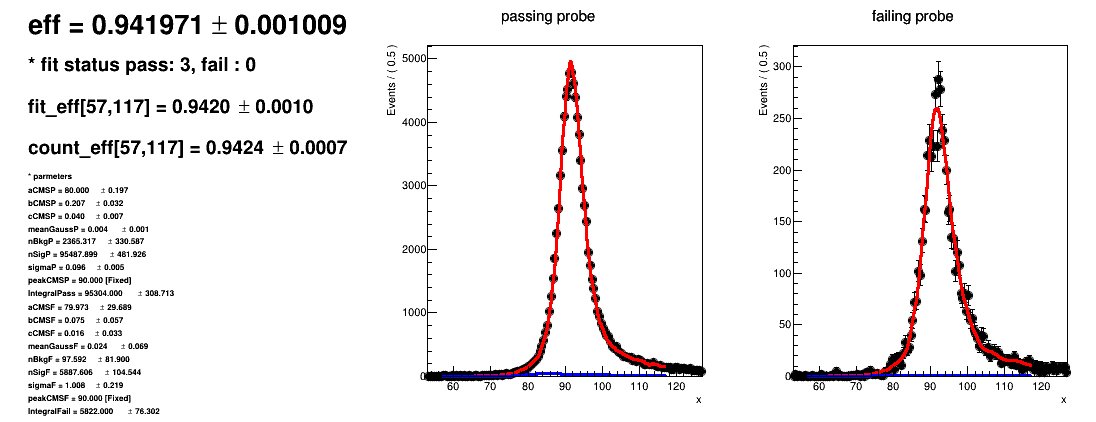 eff = 0.941971 ± 0.001009
* fit status pass: 3, fail : 0
fit_eff[57,117] = 0.9420 ± 0.0010
count_eff[57,117] = 0.9424 ± 0.0007
* parmeters
aCMSP = 80.000 ± 0.197
bCMSP = 0.207 ± 0.032
cCMSP = 0.040 ± 0.007
meanGaussP = 0.004 ± 0.001
nBkgP = 2365.317 ± 330.587
nSigP = 95487.899 ± 481.926
sigmaP = 0.096 ± 0.005
peakCMSP = 90.000 [Fixed]
IntegralPass = 95304.000 ± 308.713
aCMSF = 79.973 ± 29.689
bCMSF = 0.075 ± 0.057
cCMSF = 0.016 ± 0.033
meanGaussF = 0.024 ± 0.069
nBkgF = 97.592 ± 81.900
nSigF = 5887.606 ± 104.544
sigmaF = 1.008 ± 0.219
peakCMSF = 90.000 [Fixed]
IntegralFail = 5822.000 ± 76.302
passing probe
Events / ( 0.5 )
5000
4000
3000
2000
1000
0
60 70 80 90 100 110 120
x
failing probe
Events / ( 0.5 )
300
250
200
150
100
50
0
60 70 80 90 100 110 120
x